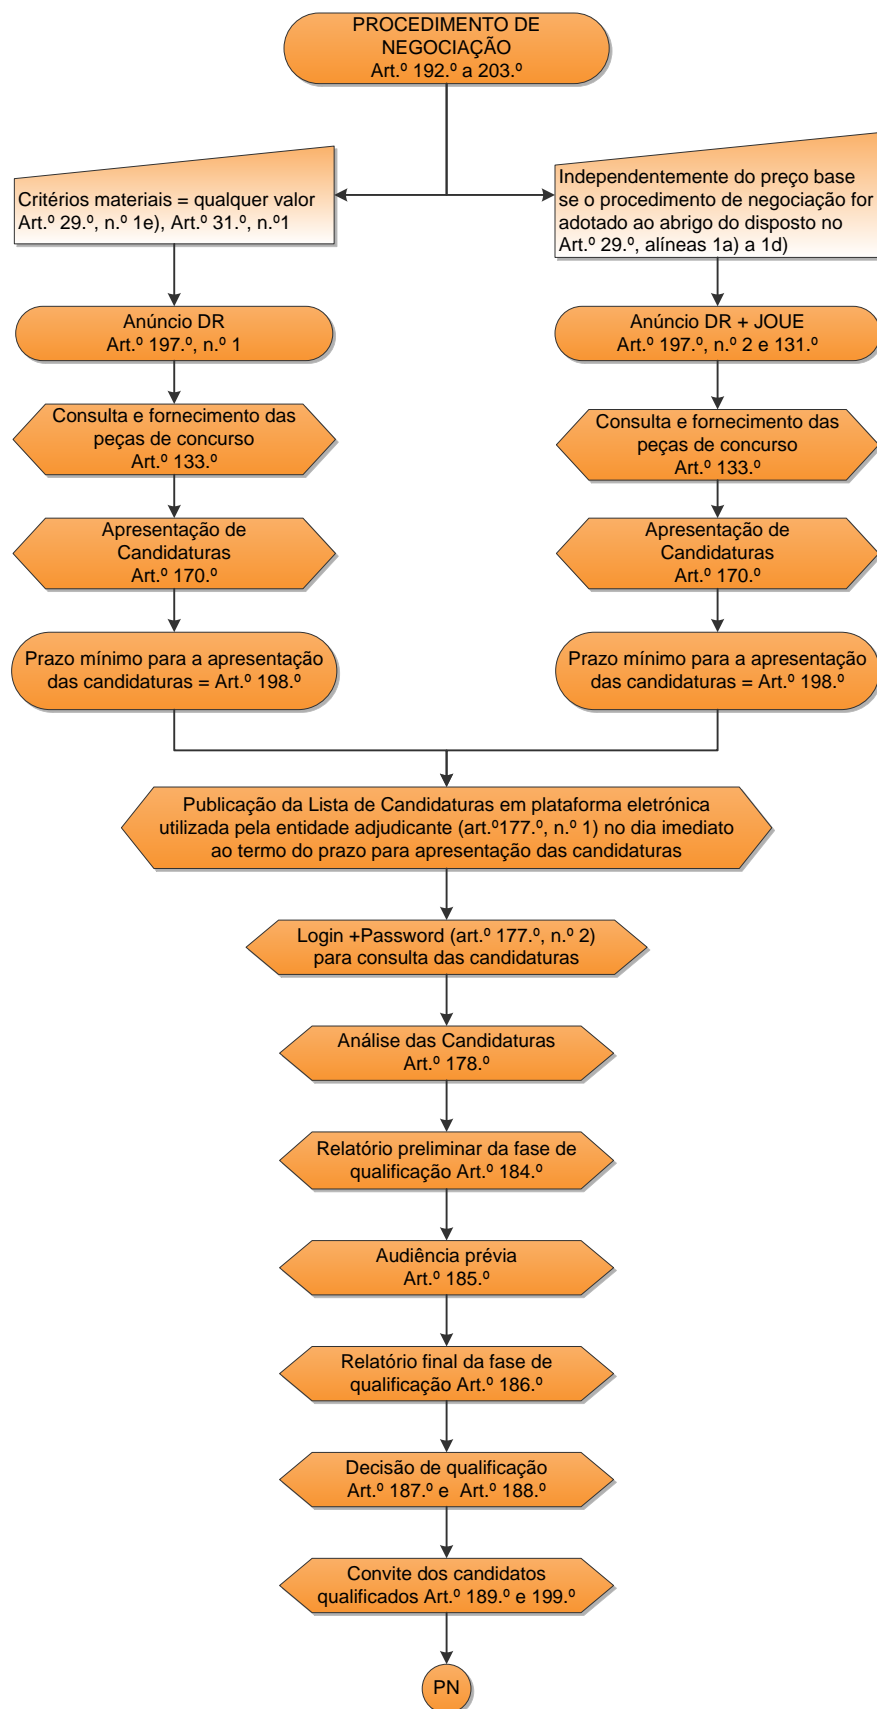 PROCEDIMENTO DE
NEGOCIAÇÃO
Art.º 192.º a 203.º
Critérios materiais = qualquer valor
Art.º 29.º, n.º 1e), Art.º 31.º, n.º1
Independentemente do preço base
se o procedimento de negociação for
adotado ao abrigo do disposto no
Art.º 29.º, alíneas 1a) a 1d)
Anúncio DR
Art.º 197.º, n.º 1
Anúncio DR + JOUE
Art.º 197.º, n.º 2 e 131.º
Consulta e fornecimento das
peças de concurso
Art.º 133.º
Consulta e fornecimento das
peças de concurso
Art.º 133.º
Apresentação de
Candidaturas
Art.º 170.º
Apresentação de
Candidaturas
Art.º 170.º
Prazo mínimo para a apresentação
das candidaturas = Art.º 198.º
Prazo mínimo para a apresentação
das candidaturas = Art.º 198.º
Publicação da Lista de Candidaturas em plataforma eletrónica
utilizada pela entidade adjudicante (art.º177.º, n.º 1) no dia imediato
ao termo do prazo para apresentação das candidaturas
Login +Password (art.º 177.º, n.º 2)
para consulta das candidaturas
Análise das Candidaturas
Art.º 178.º
Relatório preliminar da fase de
qualificação Art.º 184.º
Audiência prévia
Art.º 185.º
Relatório final da fase de
qualificação Art.º 186.º
Decisão de qualificação
Art.º 187.º e  Art.º 188.º
Convite dos candidatos
qualificados Art.º 189.º e 199.º
PN